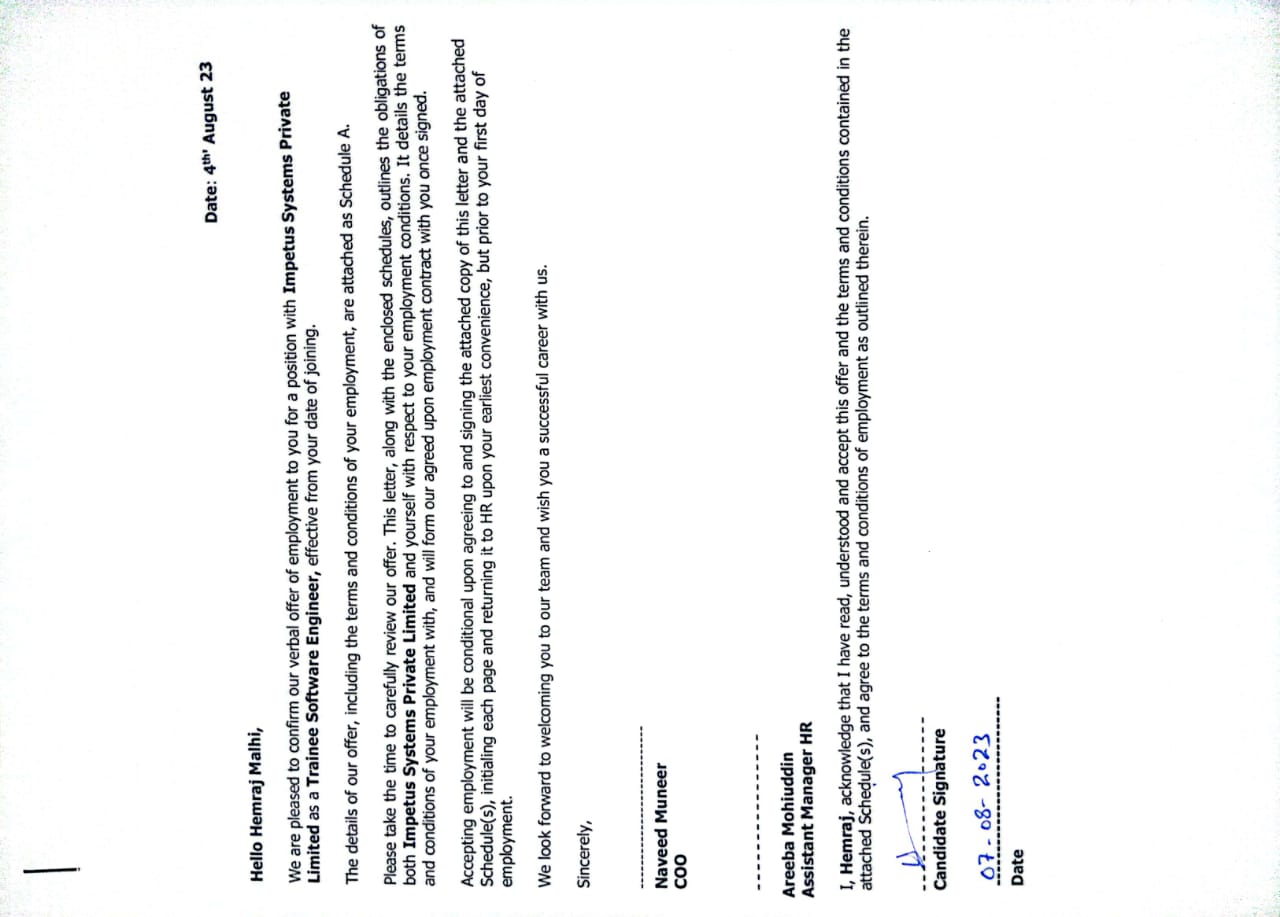 Date: 4th' August 23
Hello Hemraj Malhi,
We are pleased to confirm our verbal offer of employment to you for a position with Impetus Systems Private
Limited as a Trainee Software Engineer, effective from your date of joining.
The details of our offer, including the terms and conditions of your employment, are attached as Schedule A.
Please take the time to carefully review our offer. This letter, along with the enclosed schedules, outlines the obligations of
both Impetus Systems Private Limited and yourself with respect to your employment conditions. It details the terms
and conditions of your employment with, and will form our agreed upon employment contract with you once signed.
Accepting employment will be conditional upon agreeing to and signing the attached copy of this letter and the attached
Schedule(s), initialing each page and returning it to HR upon your earliest convenience, but prior to your first day of
employment.
We look forward to welcoming you to our team and wish you a successful career with us.
Sincerely,
Naveed Muneer
COO
Areeba Mohiuddin
Assistant Manager HR
I, Hemraj, acknowledge that I have read, understood and accept this offer and the terms and conditions contained in the
attached Schedule(s), and agree to the terms and conditions of employment as outlined therein.
Candidate Signature
07-08-2023
Date